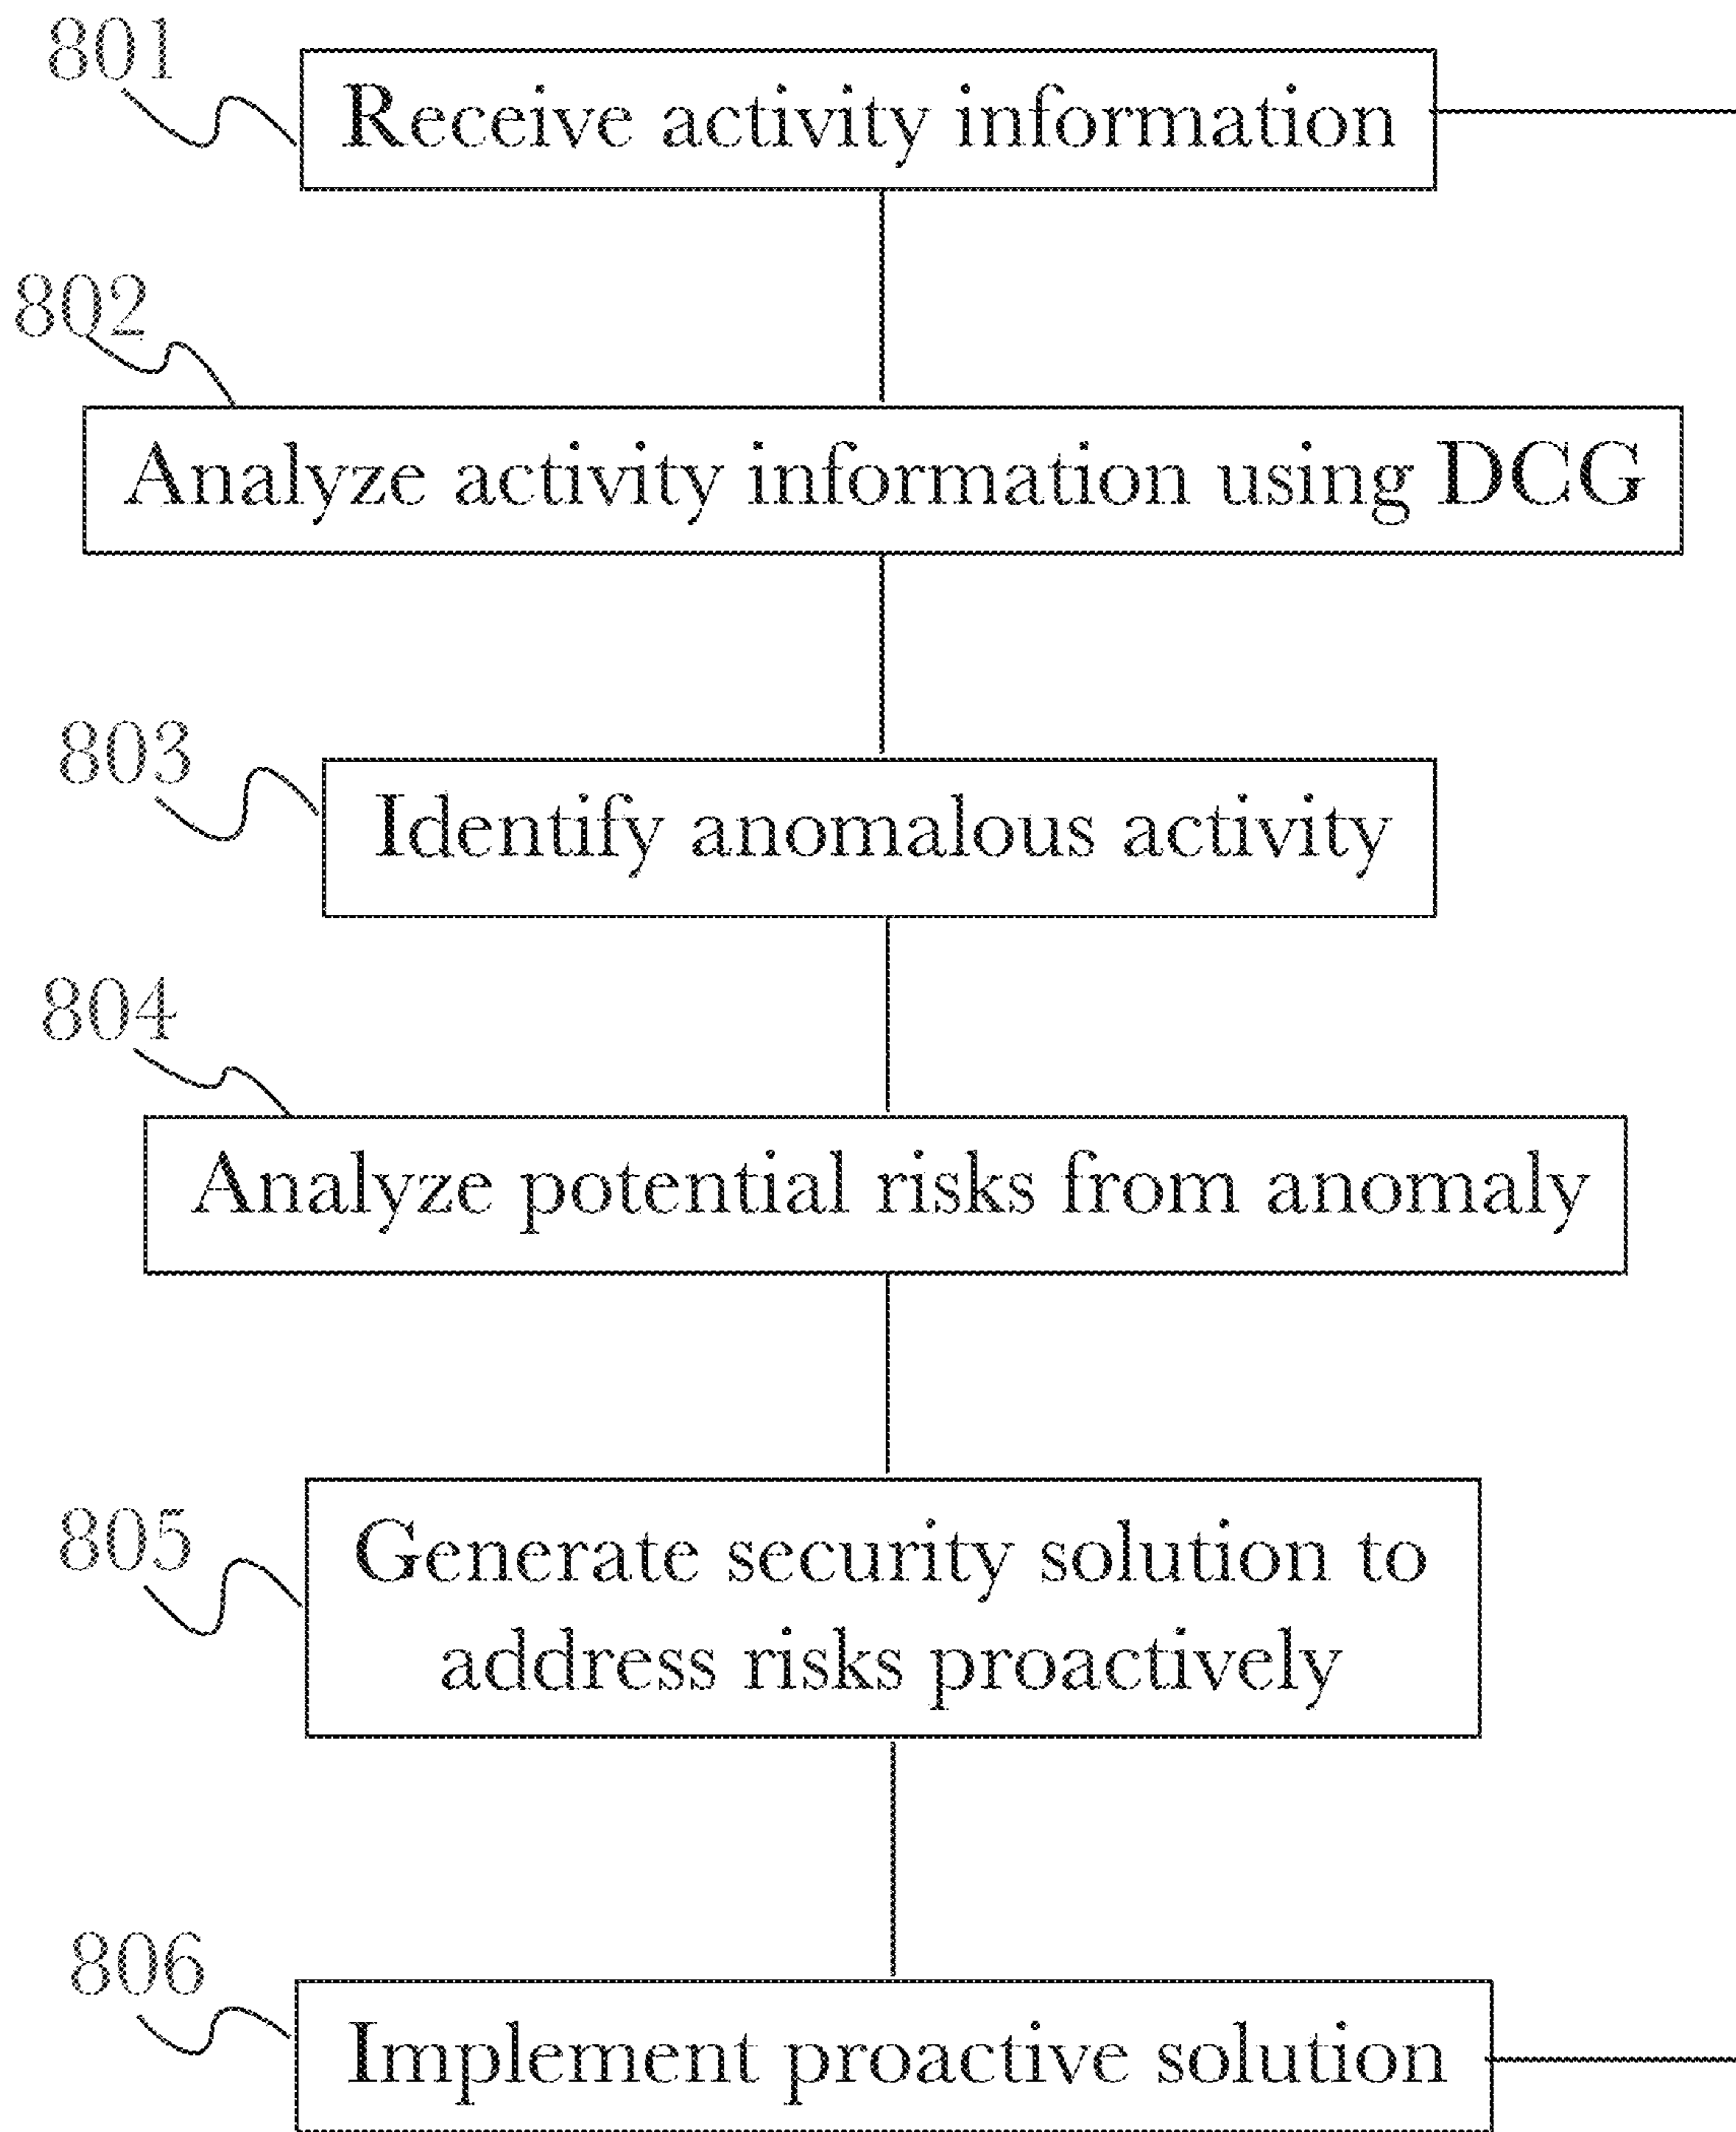 801
Receive activity information
802
Analyze activity information using DCG
803
Identify anomalous activity
804
Analyze potential risks from anomaly
805
Generate security solution to
address risks proactively
806
Implement proactive solution